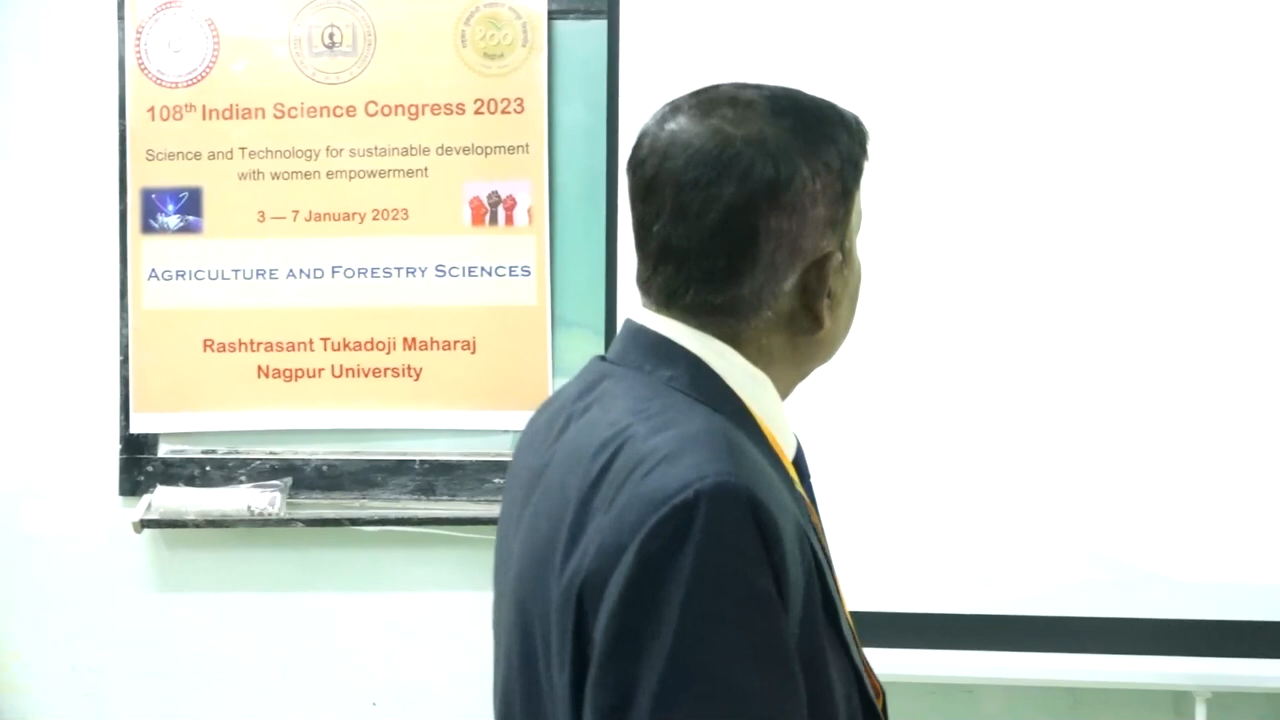 100
108th Indian Science Congress 2023
Science and Technology for sustainable development
with women empowerment
3 — 7 January 2023
AGRICULTURE AND FORESTRY SCIENCES
Rashtrasant Tukadoji Maharaj
Nagpur University